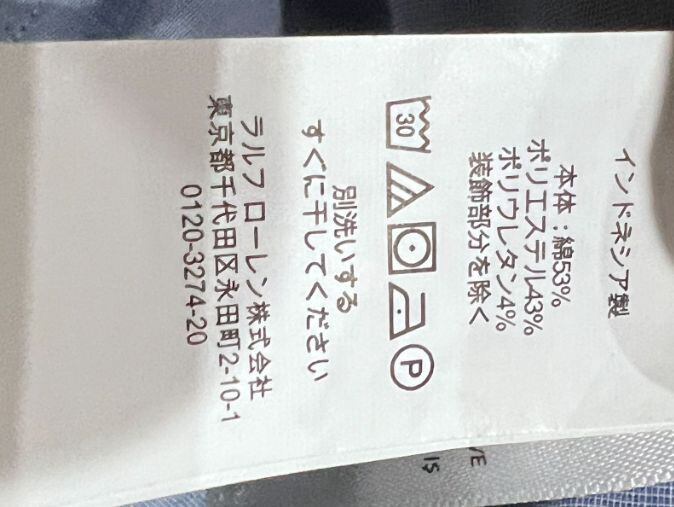 インドネシア製
本体：綿53%
ポリエステル43%
ポリウレタン4%
装飾部分を除く
30
P
別洗いする
すぐに干してください
ラルフ ローレン株式会社
東京都千代田区永田町2-10-1
0120-3274-20
VE
IS